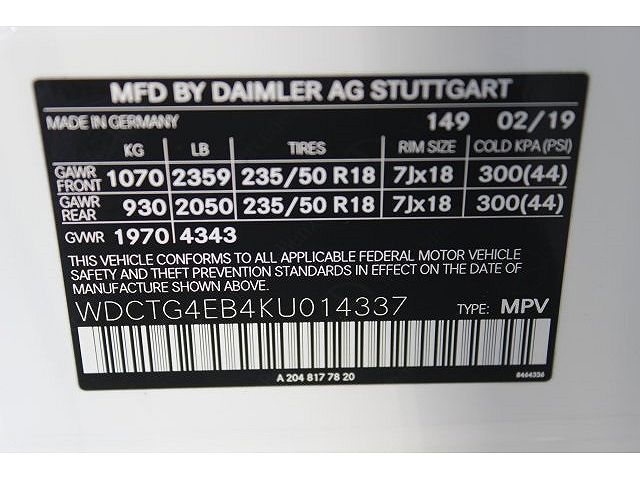 MFD BY DAIMLER AG STUTTGART
MADE IN GERMANY 149 02/19
KG LB TIRES RIM SIZE COLD KPA (PSI)
GAWR FRONT 1070 2359 235/50 R18 7Jx18 300(44)
GAWR REAR 930 2050 235/50 R18 7Jx18 300(44)
GVWR 1970 4343
THIS VEHICLE CONFORMS TO ALL APPLICABLE FEDERAL MOTOR VEHICLE
SAFETY AND THEFT PREVENTION STANDARDS IN EFFECT ON THE DATE OF
MANUFACTURE SHOWN ABOVE.
WDCTG4EB4KU014337 TYPE: MPV
A 204 817 78 20 8464336